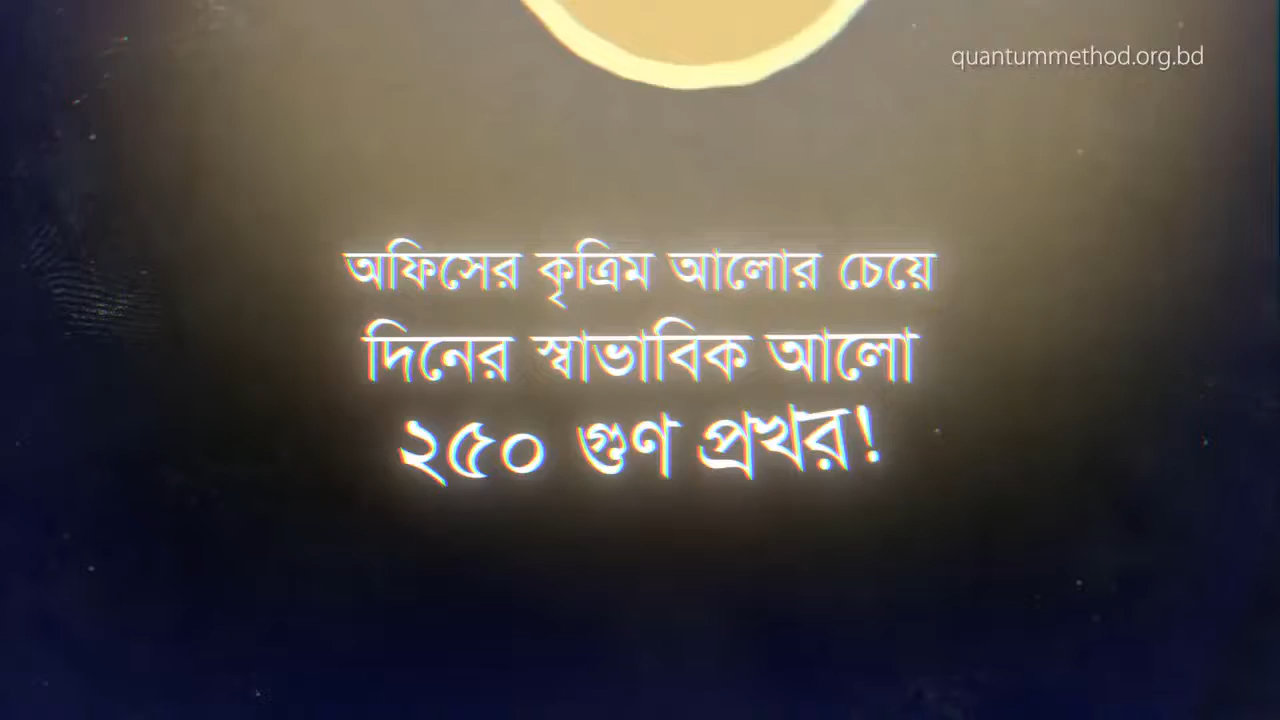 quantummethod.org.bd
অফিসের কৃত্রিম আলোর চেয়ে
দিনের স্বাভাবিক আলো
২৫০ গুণ প্রখর!